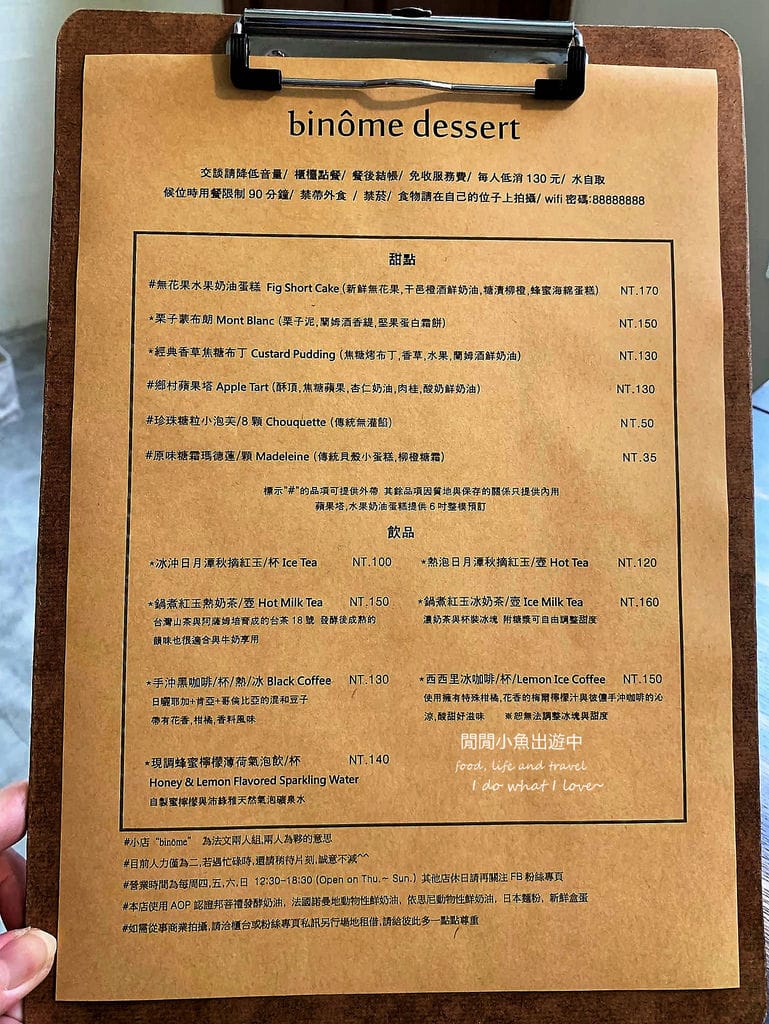 binôme dessert
交談請降低音量/ 櫃檯點餐/ 餐後結帳/ 免收服務費/ 每人低消 130 元/ 水自取
候位時用餐限制 90 分鐘/ 禁帶外食 / 禁菸/ 食物請在自己的位子上拍攝/ wifi 密碼:88888888
甜點
#無花果水果奶油蛋糕 Fig Short Cake (新鮮無花果,干邑橙酒鮮奶油,糖漬柳橙,蜂蜜海綿蛋糕) NT.170
*栗子蒙布朗 Mont Blanc (栗子泥,蘭姆酒香緹,堅果蛋白霜餅) NT.150
*經典香草焦糖布丁 Custard Pudding (焦糖烤布丁,香草,水果,蘭姆酒鮮奶油) NT.130
#鄉村蘋果塔 Apple Tart (酥頂,焦糖蘋果,杏仁奶油,肉桂,酸奶鮮奶油) NT.130
#珍珠糖粒小泡芙/8 顆 Chouquette (傳統無灌餡) NT.50
#原味糖霜瑪德蓮/顆 Madeleine (傳統貝殼小蛋糕,柳橙糖霜) NT.35
標示"#"的品項可提供外帶 其餘品項因質地與保存的關係只提供內用
蘋果塔,水果奶油蛋糕提供 6 吋整模預訂
飲品
*冰沖日月潭秋摘紅玉/杯 Ice Tea NT.100
*熱泡日月潭秋摘紅玉/壺 Hot Tea NT.120
*鍋煮紅玉熱奶茶/壺 Hot Milk Tea NT.150
台灣山茶與阿薩姆培育成的台茶 18 號 發酵後成熟的
韻味也很適合與牛奶享用
*鍋煮紅玉冰奶茶/壺 Ice Milk Tea NT.160
濃奶茶與杯裝冰塊 附糖漿可自由調整甜度
*手沖黑咖啡/杯/熱/冰 Black Coffee NT.130
日曬耶加+肯亞+哥倫比亞的混和豆子
帶有花香,柑橘,香料風味
*西西里冰咖啡/杯/Lemon Ice Coffee NT.150
使用擁有特殊柑橘,花香的梅爾檸檬汁與彼儂手沖咖啡的沁
涼,酸甜好滋味 ※恕無法調整冰塊與甜度
*現調蜂蜜檸檬薄荷氣泡飲/杯 NT.140
Honey & Lemon Flavored Sparkling Water
自製蜜檸檬與沛綠雅天然氣泡礦泉水
閒閒小魚出遊中
food, life and travel
I do what I love~
#小店 "binôme" 為法文兩人組,兩人為夥的意思
#目前人力僅為二,若遇忙碌時,還請稍待片刻,誠意不減^^
#營業時間為每周四,五,六,日 12:30-18:30 (Open on Thu.~ Sun.) 其他店休日請再關注 FB 粉絲專頁
#本店使用 AOP 認證邦普禮發酵奶油, 法國諾曼地動物性鮮奶油, 依思尼動物性鮮奶油, 日本麵粉, 新鮮盒蛋
#如需從事商業拍攝,請洽櫃台或粉絲專頁私訊另行場地租借,請給彼此多一點點尊重